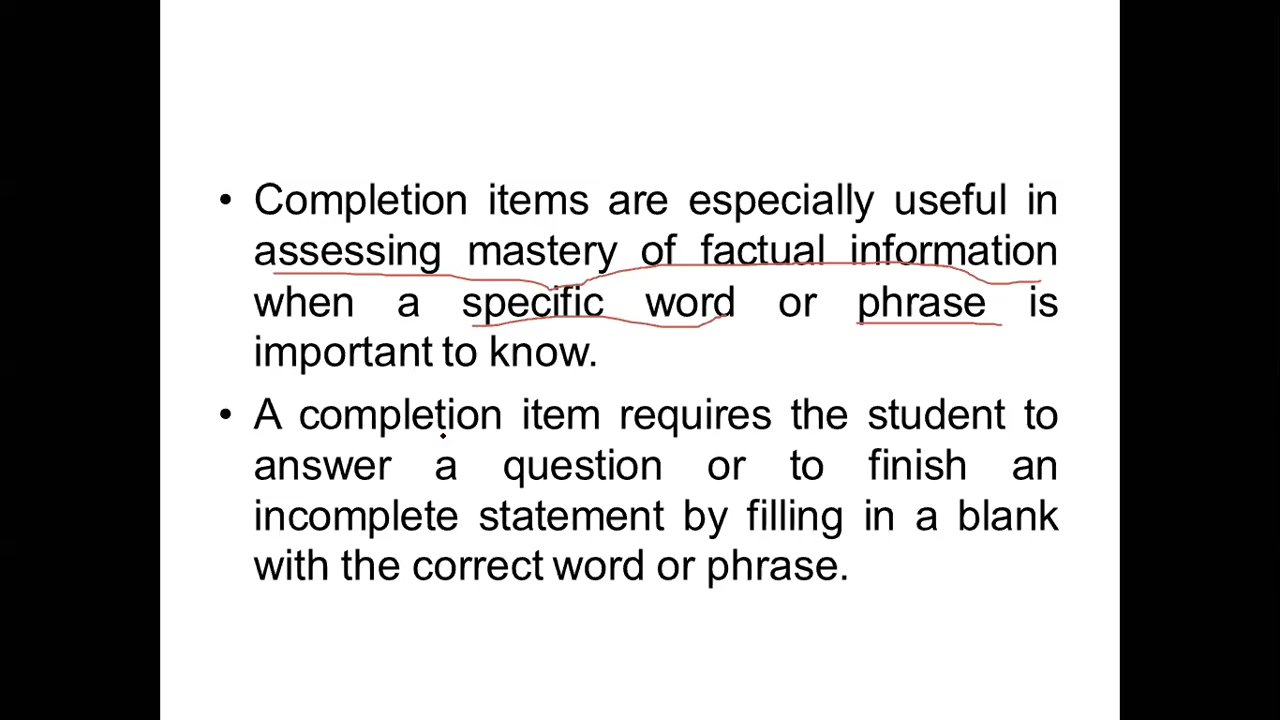 • Completion items are especially useful in
assessing mastery of factual information
when a specific word or phrase is
important to know.
• A completion item requires the student to
answer a question or to finish an
incomplete statement by filling in a blank
with the correct word or phrase.